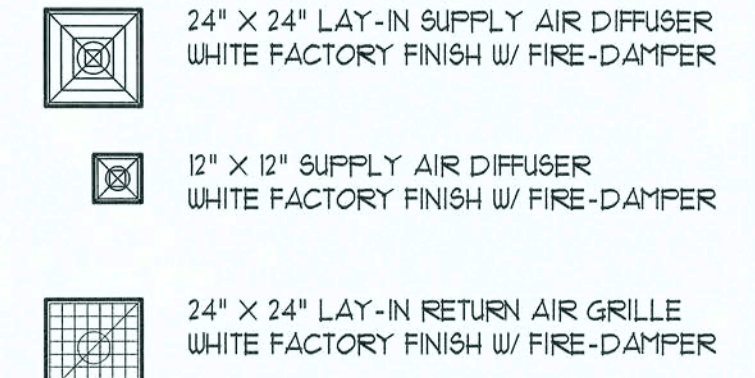 24" X 24" LAY-IN SUPPLY AIR DIFFUSER
WHITE FACTORY FINISH W/ FIRE-DAMPER
12" X 12" SUPPLY AIR DIFFUSER
WHITE FACTORY FINISH W/ FIRE-DAMPER
24" X 24" LAY-IN RETURN AIR GRILLE
WHITE FACTORY FINISH W/ FIRE-DAMPER